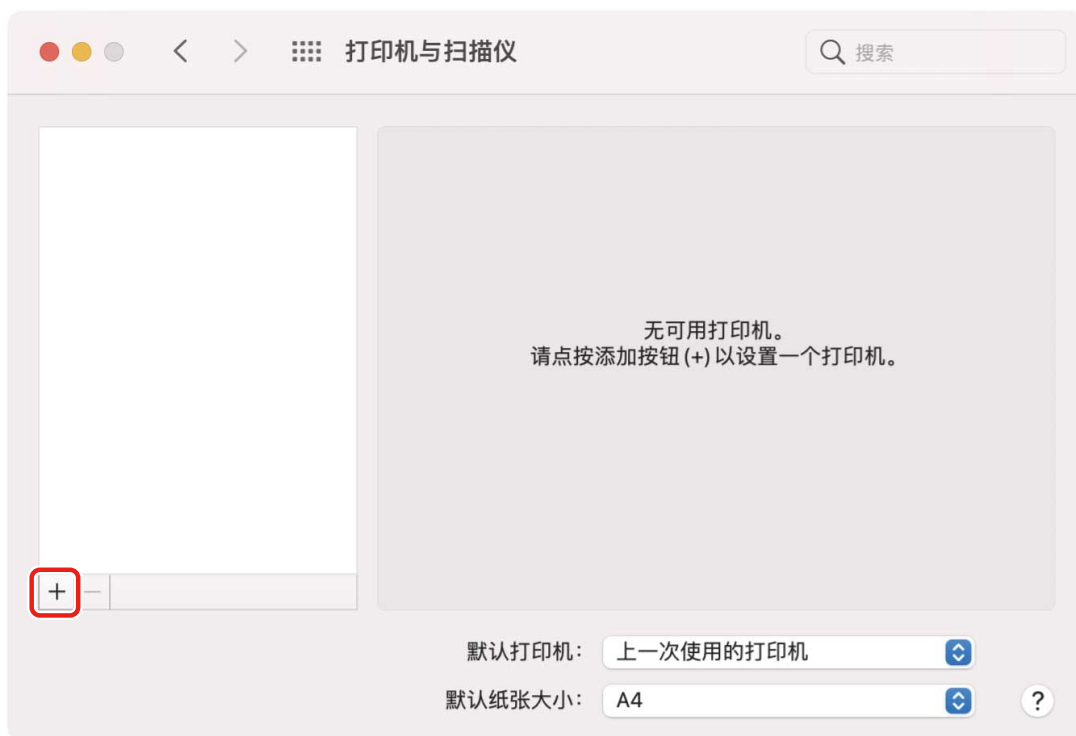 打印机与扫描仪
搜索
无可用打印机。
请点按添加按钮(+)以设置一个打印机。
+ —
默认打印机： 上一次使用的打印机
默认纸张大小： A4
?